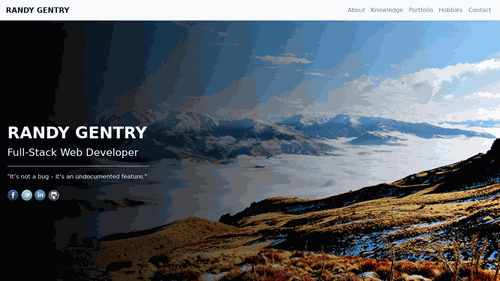 RANDY GENTRY
About Knowledge Portfolio Hobbies Contact
RANDY GENTRY
Full-Stack Web Developer
"It's not a bug – it's an undocumented feature."